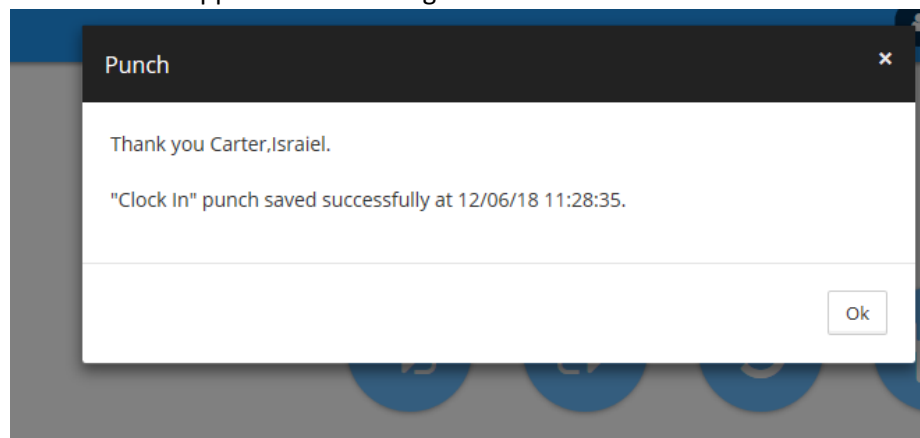 Punch ×
Thank you Carter,Israiel.
"Clock In" punch saved successfully at 12/06/18 11:28:35.
Ok